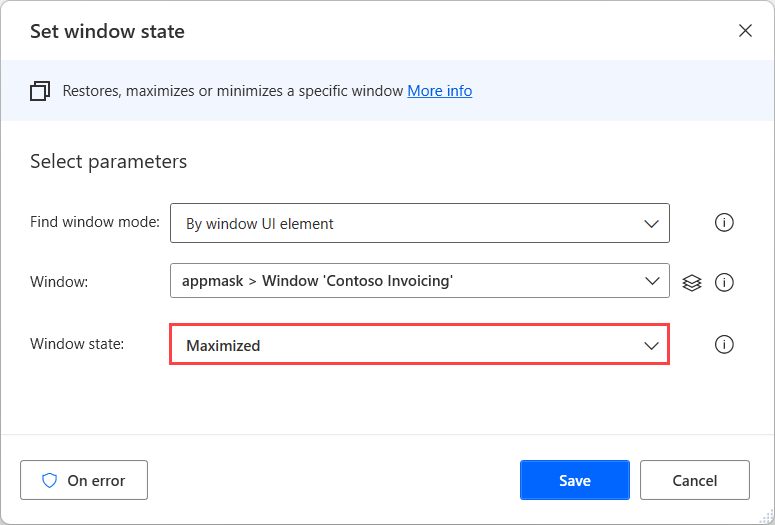 Set window state
Restores, maximizes or minimizes a specific window More info
Select parameters
Find window mode: By window UI element
Window: appmask > Window 'Contoso Invoicing'
Window state: Maximized
On error Save Cancel